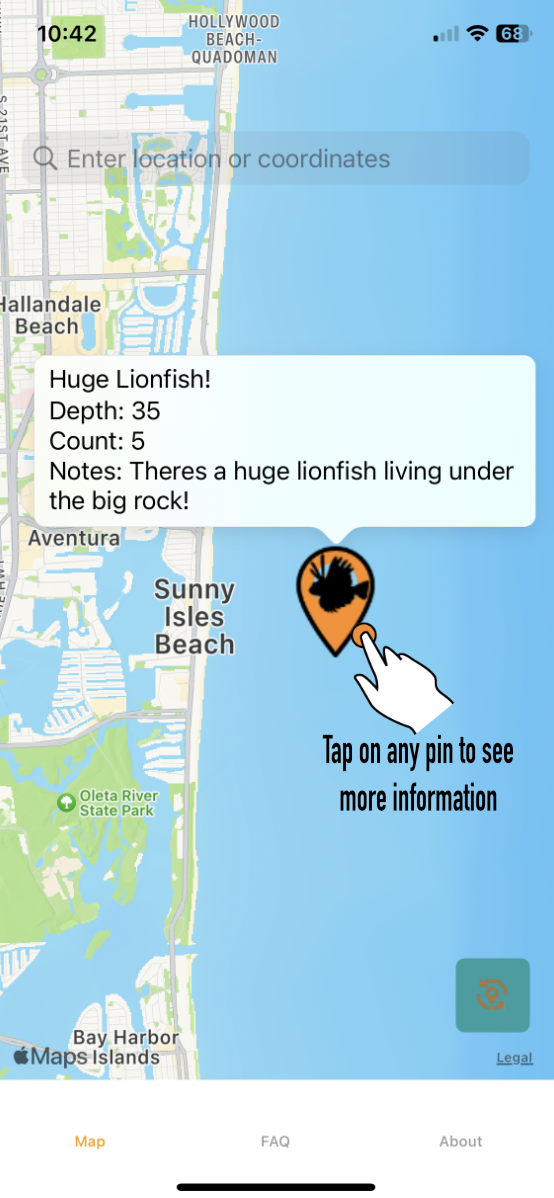 10:42
HOLLYWOOD
BEACH-
QUADOMAN
68
S 21ST AVE
Enter location or coordinates
Hallandale
Beach
Huge Lionfish!
Depth: 35
Count: 5
Notes: Theres a huge lionfish living under
the big rock!
Aventura
Sunny
Isles
Beach
Tap on any pin to see
more information
Oleta River
State Park
Bay Harbor
Islands
Maps
Legal
Map
FAQ
About